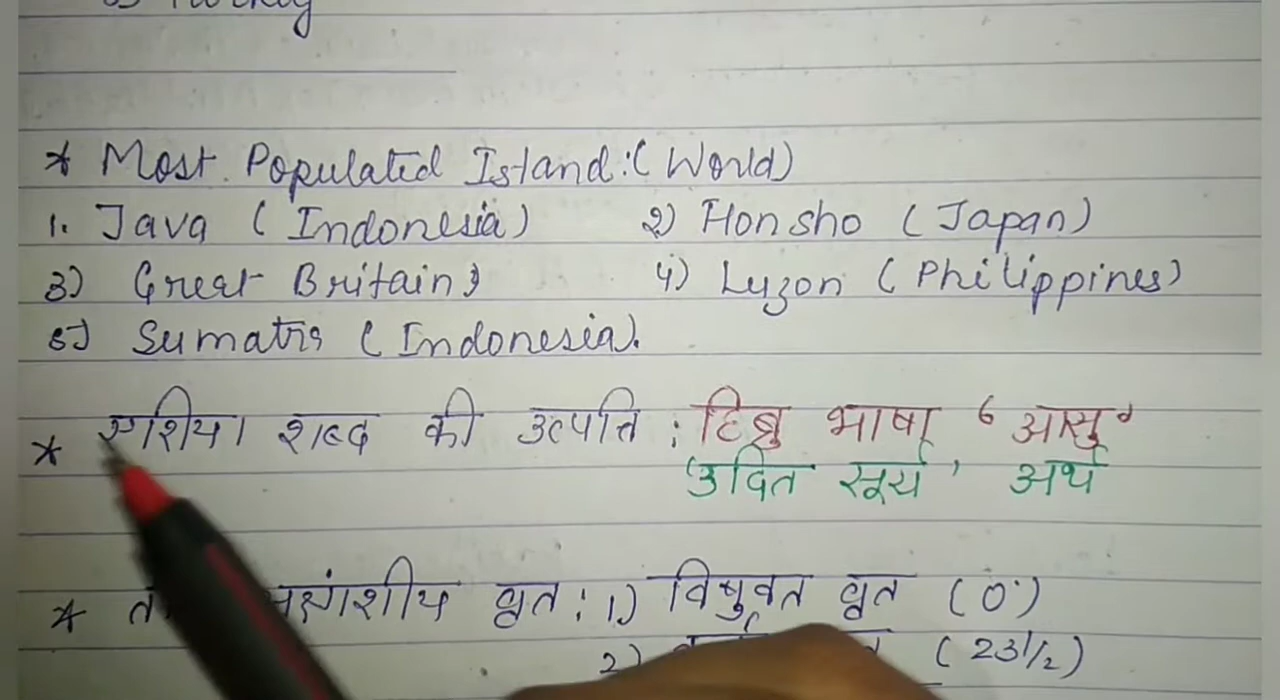 * Most Populated Island:(World)
1. Java (Indonesia) 2) Honsho (Japan)
3) Great Britain) 4) Luzon (Philippines)
5) Sumatra (Indonesia).
* एशिया शब्द की उत्पत्ति : हिब्रु भाषा 'आसु'
'उदित सूर्य' अर्थ
* अक्षांशीय वृत : 1) विषुवत वृत (0°)
2) (23½)